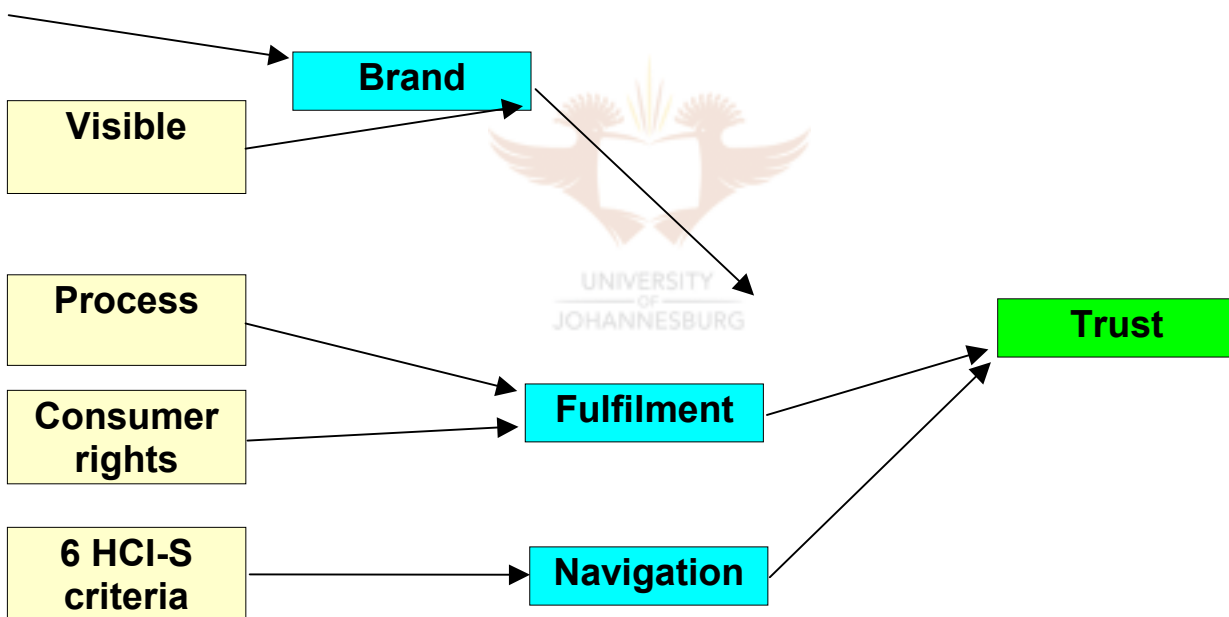 Brand
Visible
UNIVERSITY
OF
JOHANNESBURG
Process
Trust
Fulfilment
Consumer
rights
6 HCI-S
criteria
Navigation